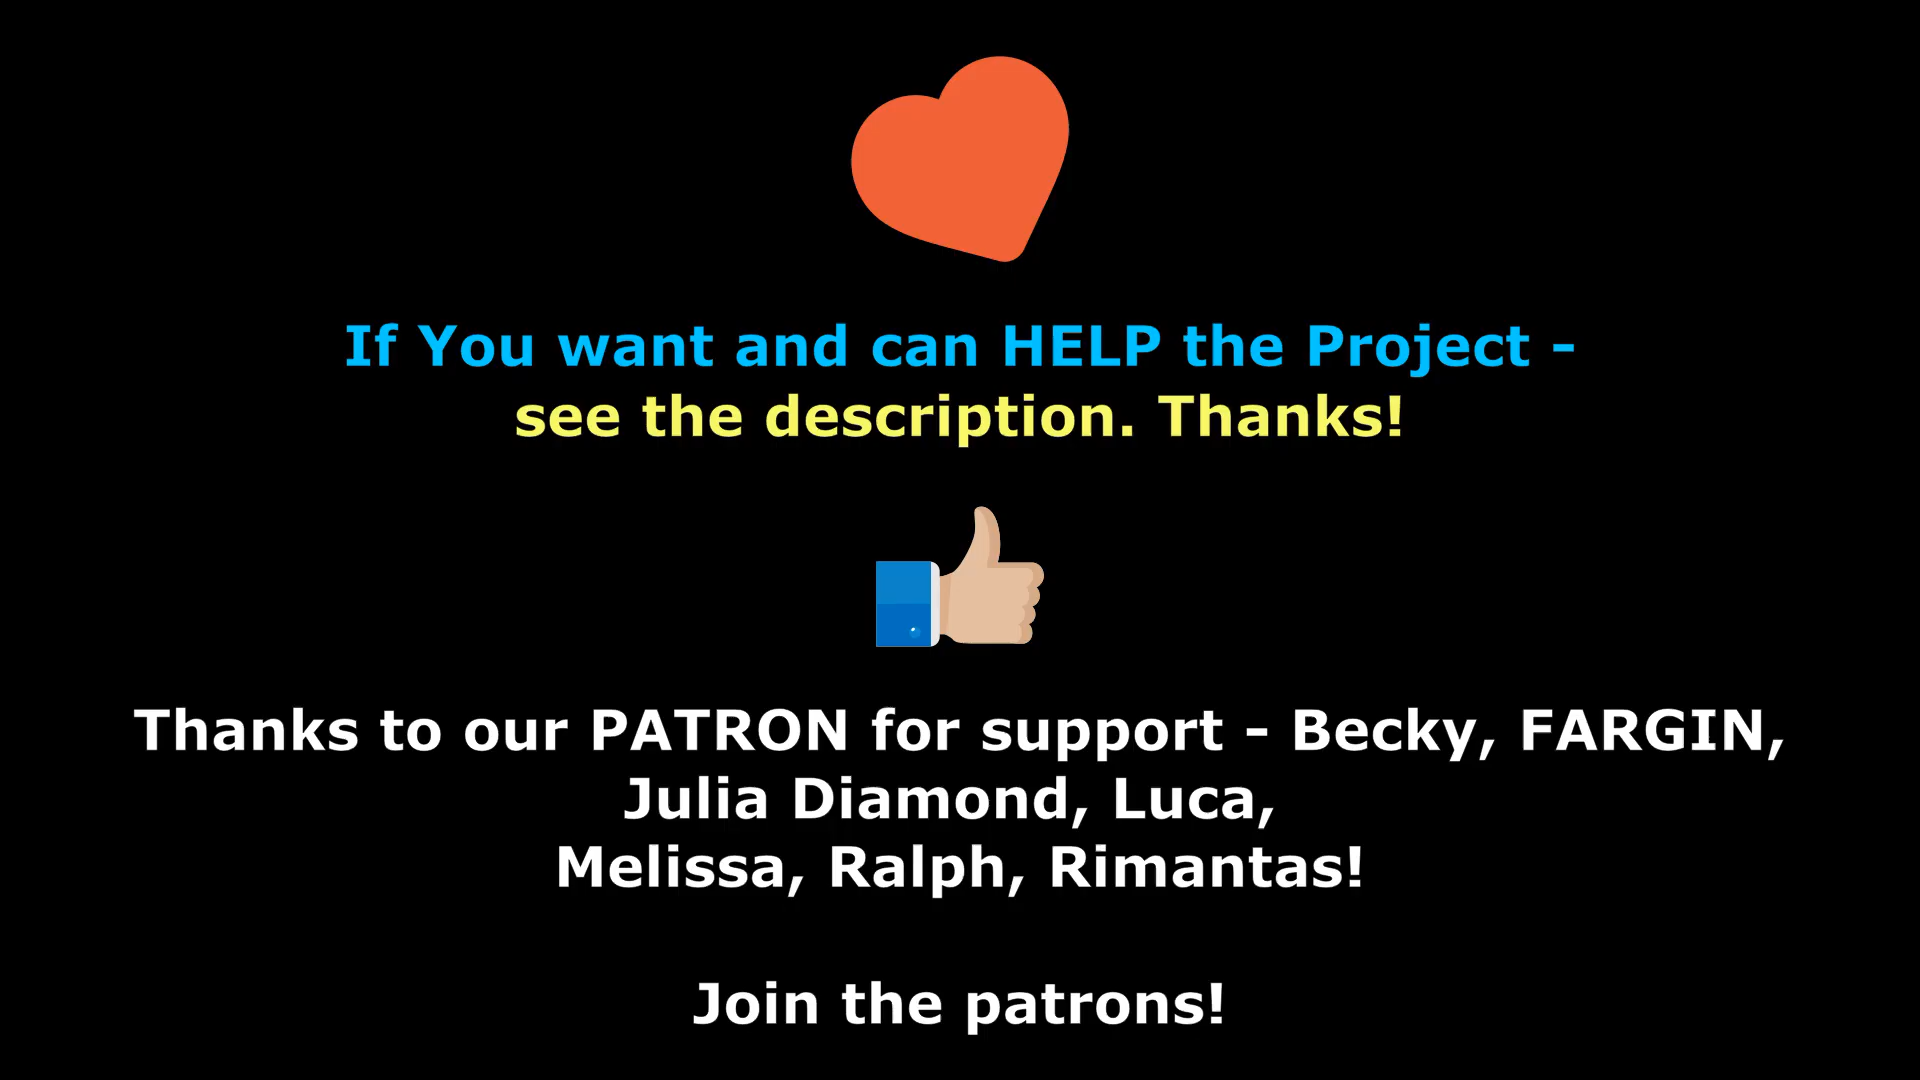 If You want and can HELP the Project -
see the description. Thanks!
Thanks to our PATRON for support - Becky, FARGIN,
Julia Diamond, Luca,
Melissa, Ralph, Rimantas!
Join the patrons!